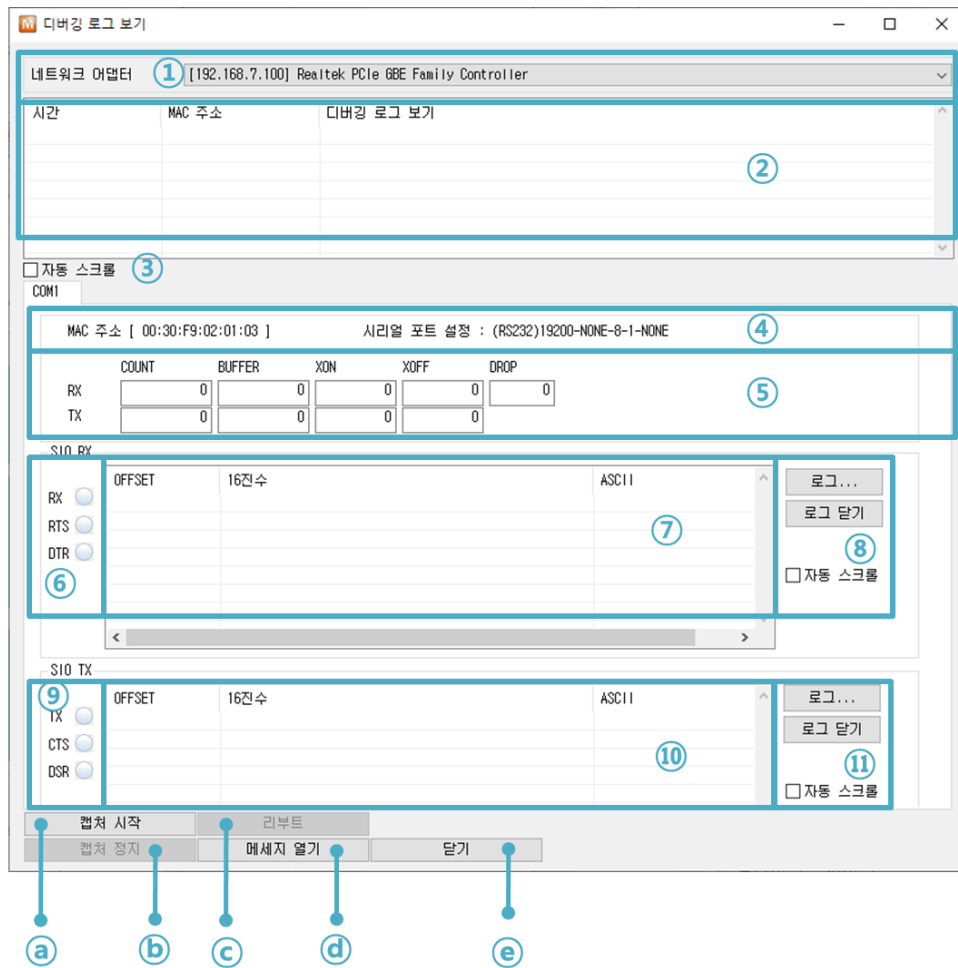 디버깅 로그 보기
네트워크 어댑터 ① [192.168.7.100] Realtek PCIe GBE Family Controller
시간 MAC 주소 디버깅 로그 보기
②
자동 스크롤 ③
COM1
MAC 주소 [ 00:30:F9:02:01:03 ] 시리얼 포트 설정 : (RS232)19200-NONE-8-1-NONE ④
COUNT BUFFER XON XOFF DROP
RX 0 0 0 0 0 ⑤
TX 0 0 0 0
SIO RX
OFFSET 16진수 ASCII 로그...
RX
로그 닫기
RTS ⑦
DTR ⑧
⑥ 자동 스크롤
SIO TX
⑨ OFFSET 16진수 ASCII 로그...
TX
로그 닫기
CTS ⑩
DSR ⑪
자동 스크롤
캡처 시작 리부트
캡처 정지 메세지 열기 닫기
ⓐ ⓑ ⓒ ⓓ ⓔ